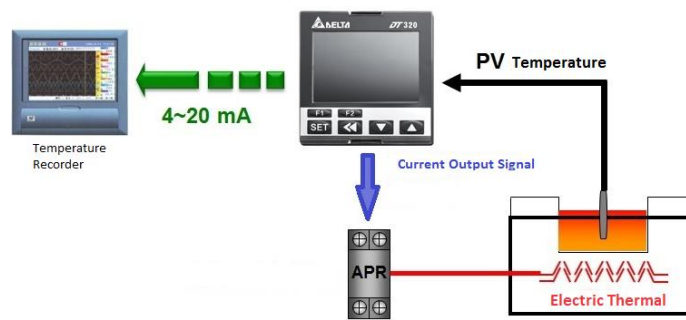 DELTA DT320
PV Temperature
4~20 mA
F1 F2
SET
Temperature
Recorder
Current Output Signal
APR
Electric Thermal